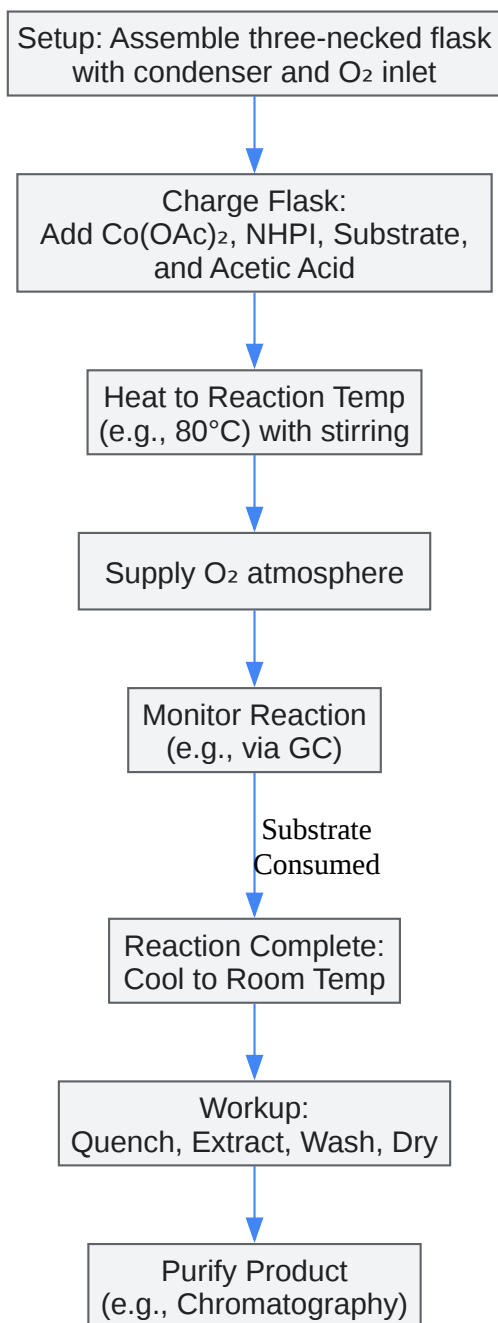 Setup: Assemble three-necked flask
with condenser and O₂ inlet
Charge Flask:
Add Co(OAc)₂, NHPI, Substrate,
and Acetic Acid
Heat to Reaction Temp
(e.g., 80°C) with stirring
Supply O₂ atmosphere
Monitor Reaction
(e.g., via GC)
Substrate
Consumed
Reaction Complete:
Cool to Room Temp
Workup:
Quench, Extract, Wash, Dry
Purify Product
(e.g., Chromatography)